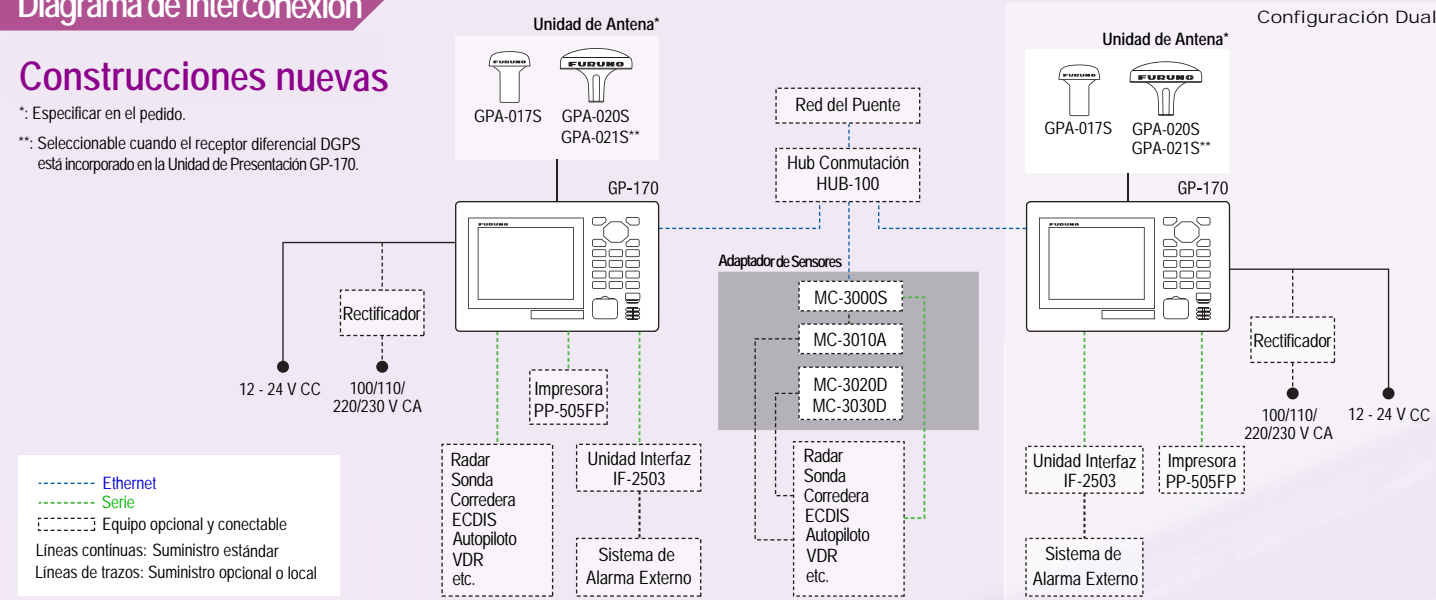 Diagrama de interconexión
Construcciones nuevas
*: Especificar en el pedido.
**: Seleccionable cuando el receptor diferencial DGPS
está incorporado en la Unidad de Presentación GP-170.
Unidad de Antena*
FURUNO
FURUNO
GPA-017S
GPA-020S
GPA-021S**
GP-170
FURUNO
Rectificador
12 - 24 V CC
100/110/
220/230 V CA
Impresora
PP-505FP
Radar
Sonda
Corredera
ECDIS
Autopiloto
VDR
etc.
Unidad Interfaz
IF-2503
Sistema de
Alarma Externo
Red del Puente
Hub Conmutación
HUB-100
Adaptador de Sensores
MC-3000S
MC-3010A
MC-3020D
MC-3030D
Radar
Sonda
Corredera
ECDIS
Autopiloto
VDR
etc.
Configuración Dual
Unidad de Antena*
FURUNO
FURUNO
GPA-017S
GPA-020S
GPA-021S**
GP-170
FURUNO
Rectificador
100/110/
220/230 V CA
12 - 24 V CC
Unidad Interfaz
IF-2503
Impresora
PP-505FP
Sistema de
Alarma Externo
Ethernet
Serie
Equipo opcional y conectable
Líneas continuas: Suministro estándar
Líneas de trazos: Suministro opcional o local